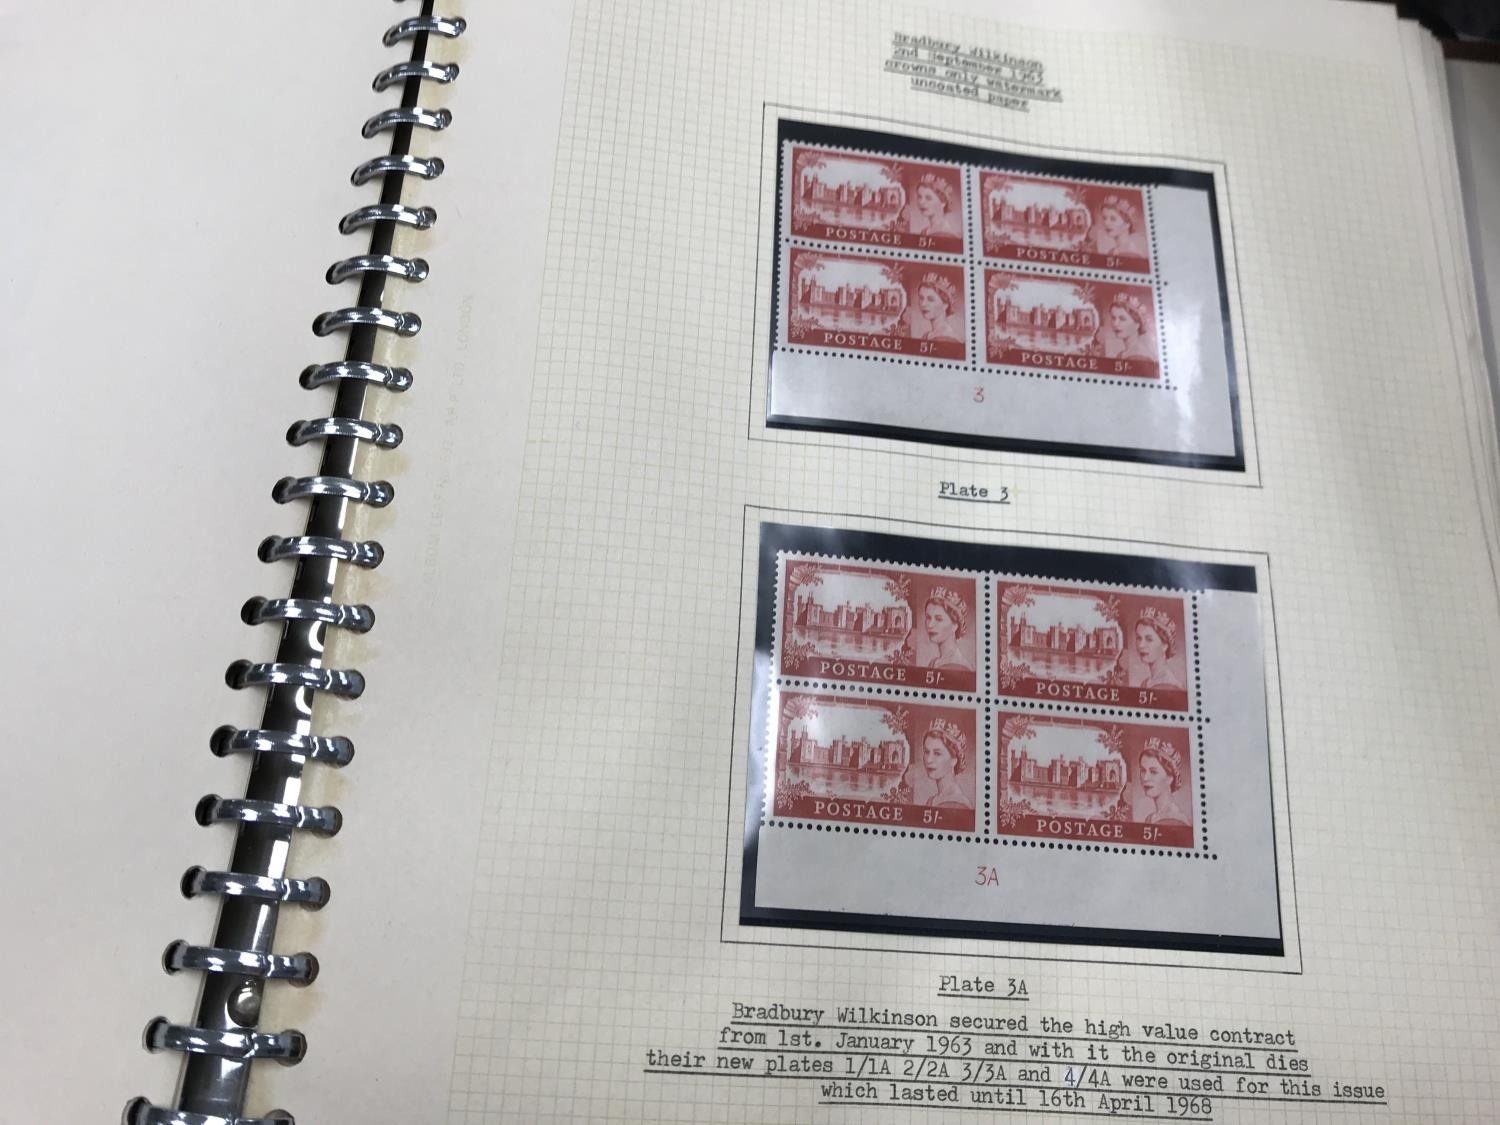 Bradbury Wilkinson
2nd September 1963
crowns only watermark
uncoated paper
POSTAGE 5/-
POSTAGE 5/-
POSTAGE 5/-
POSTAGE 5/-
3
Plate 3
POSTAGE 5/-
POSTAGE 5/-
POSTAGE 5/-
POSTAGE 5/-
3A
Plate 3A
Bradbury Wilkinson secured the high value contract
from 1st. January 1963 and with it the original dies
their new plates 1/1A 2/2A 3/3A and 4/4A were used for this issue
which lasted until 16th April 1968